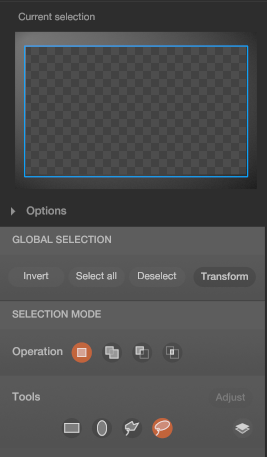 Current selection
Options
GLOBAL SELECTION
Invert Select all Deselect Transform
SELECTION MODE
Operation
Tools Adjust